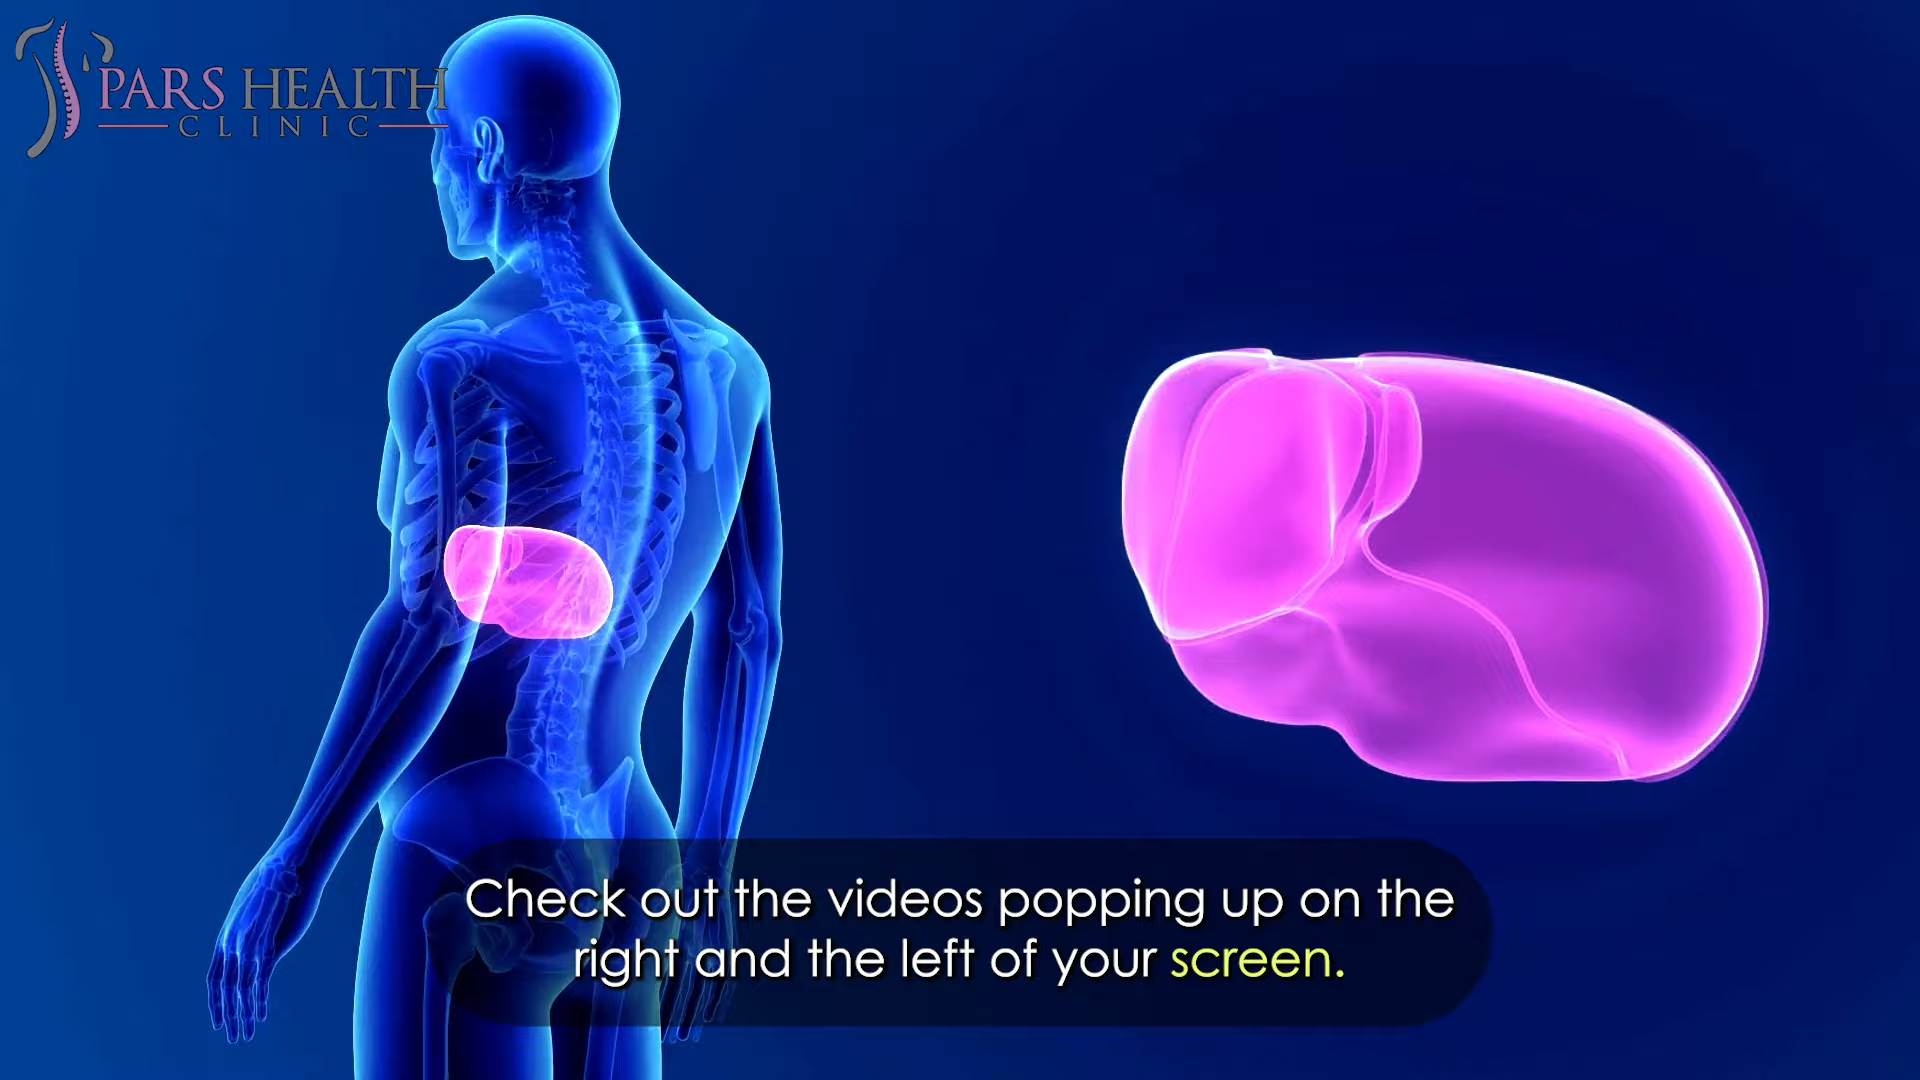 PARS HEALTH
CLINIC
Check out the videos popping up on the
right and the left of your screen.